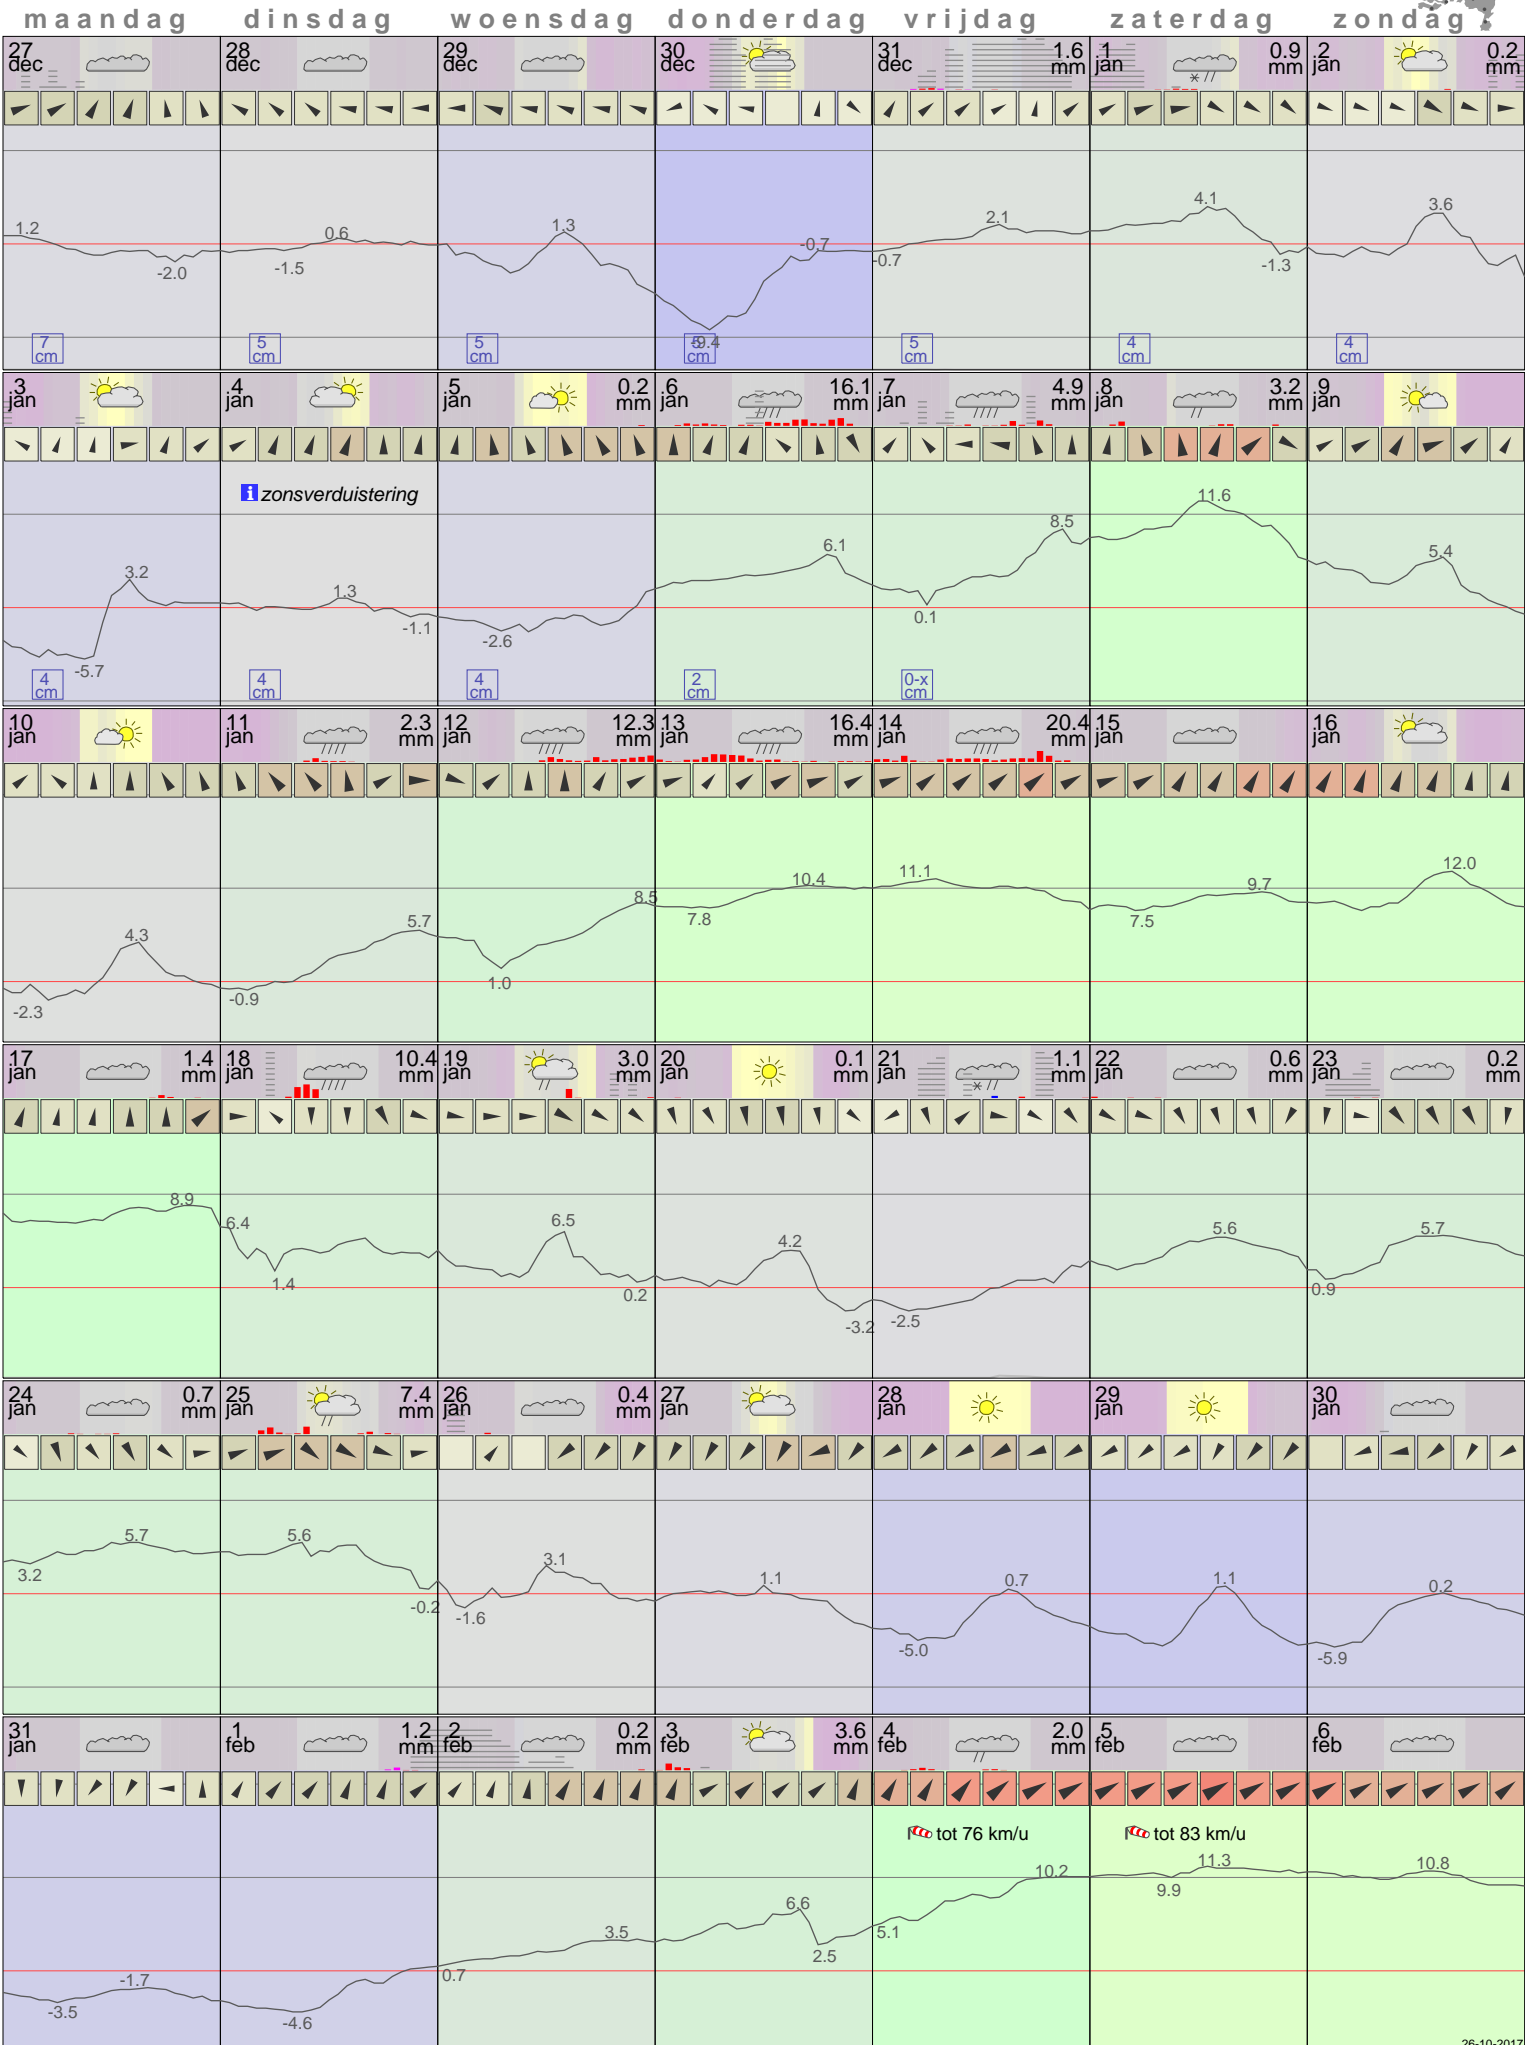 maandag dinsdag woensdag donderdag vrijdag zaterdag zondag
27 28 29 30 31 1.6 1 0.9 2 0.2
dec dec dec dec dec mm jan mm jan mm
1.2 -2.0 -1.5 0.6 1.3 -9.4 -0.7 -0.7 2.1 4.1 -1.3 3.6
7 5 5 5 4 4
cm cm cm cm cm cm cm
3 4 5 0.2 6 16.1 7 4.9 8 3.2 9
jan jan jan mm jan mm jan mm jan mm jan
i zonsverduistering
-5.7 3.2 1.3 -1.1 -2.6 6.1 0.1 8.5 11.6 5.4
4 4 4 2 0-x
cm cm cm cm cm
10 11 2.3 12 12.3 13 16.4 14 20.4 15 16
jan jan mm jan mm jan mm jan mm jan jan
-2.3 4.3 -0.9 5.7 1.0 8.5 7.8 10.4 11.1 7.5 9.7 12.0
17 1.4 18 10.4 19 3.0 20 0.1 21 1.1 22 0.6 23 0.2
jan mm jan mm jan mm jan mm jan mm jan mm jan mm
8.9 6.4 1.4 6.5 0.2 4.2 -3.2 -2.5 5.6 0.9 5.7
24 0.7 25 7.4 26 0.4 27 28 29 30
jan mm jan mm jan mm jan jan jan jan
3.2 5.7 5.6 -0.2 -1.6 3.1 1.1 -5.0 0.7 1.1 -5.9 0.2
31 1 1.2 2 0.2 3 3.6 4 2.0 5 6
jan feb mm feb mm feb mm feb mm feb feb
tot 76 km/u tot 83 km/u
-3.5 -1.7 -4.6 0.7 3.5 6.6 2.5 5.1 10.2 9.9 11.3 10.8
26-10-2017